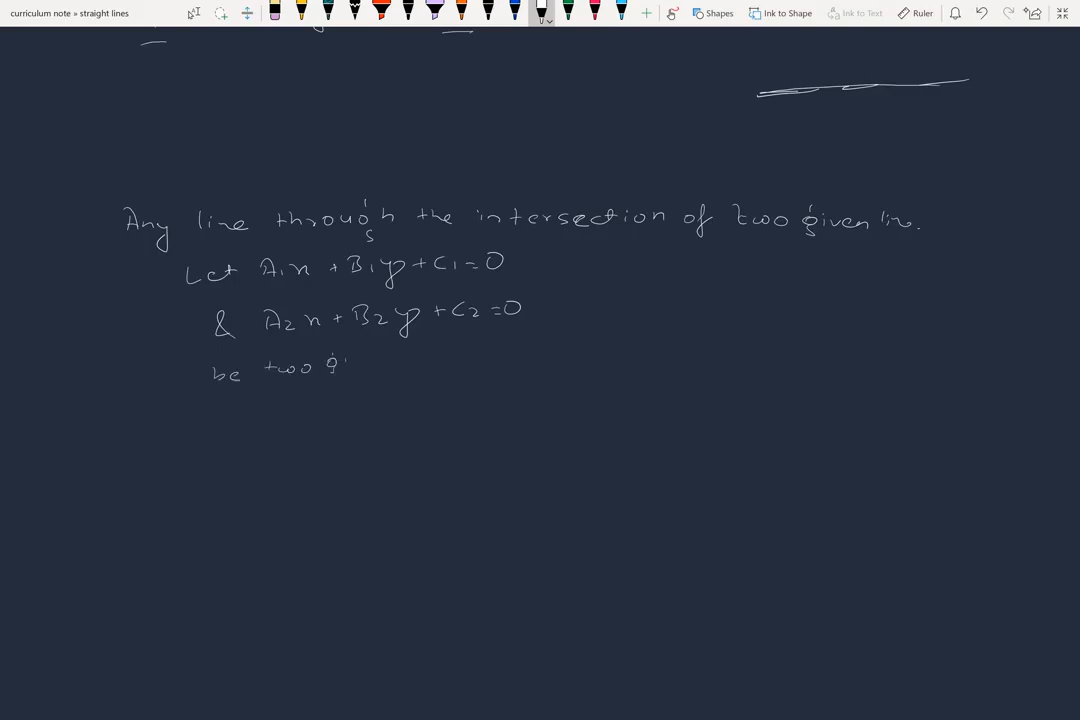 curriculum note » straight lines
Shapes Ink to Shape Ink to Text Ruler
Any line through the intersection of two given lin.
Let A₁x + B₁y + C₁ = 0
& A₂x + B₂y + C₂ = 0
be two g